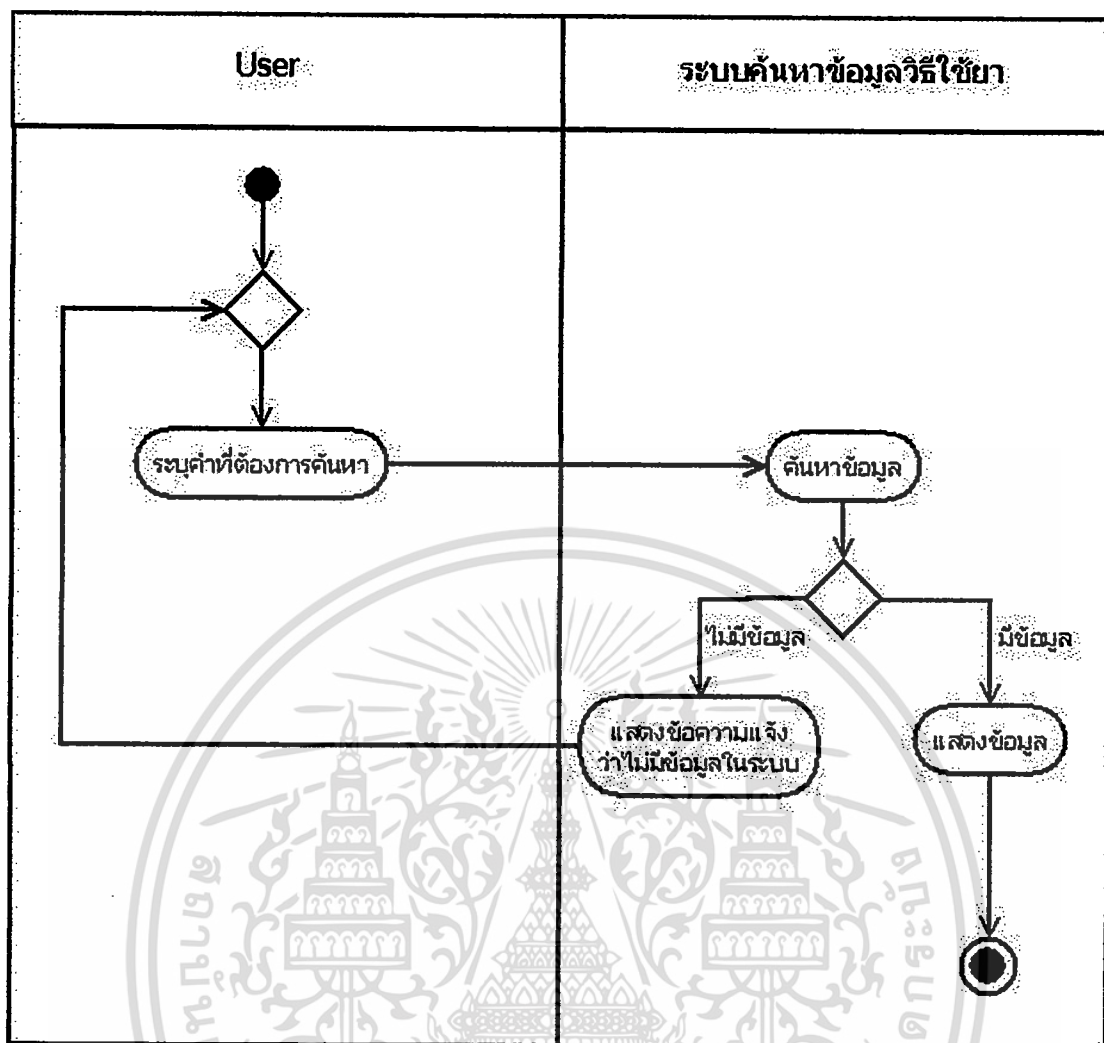 User
ระบบค้นหาข้อมูลวิธีใช้ยา
ระบุคำที่ต้องการค้นหา
ค้นหาข้อมูล
ไม่มีข้อมูล
มีข้อมูล
แสดงข้อความแจ้ง
ว่าไม่มีข้อมูลในระบบ
แสดงข้อมูล